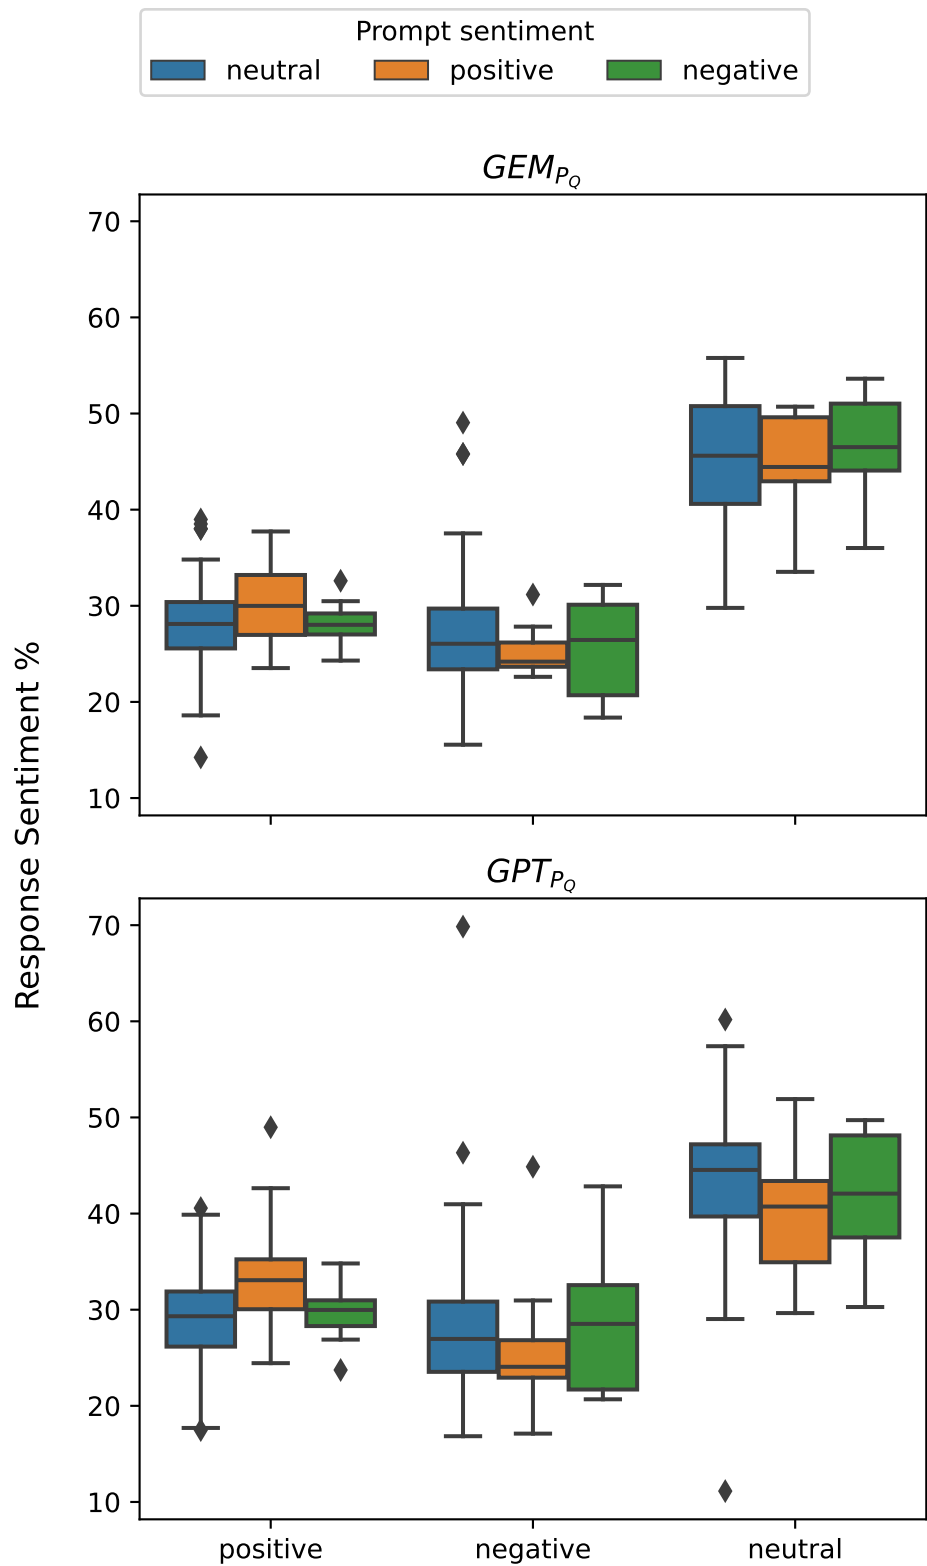 Prompt sentiment
neutral positive negative
GEM_{P_Q}
70
60
50
40
30
20
10
Response Sentiment %
GPT_{P_Q}
70
60
50
40
30
20
10
positive negative neutral